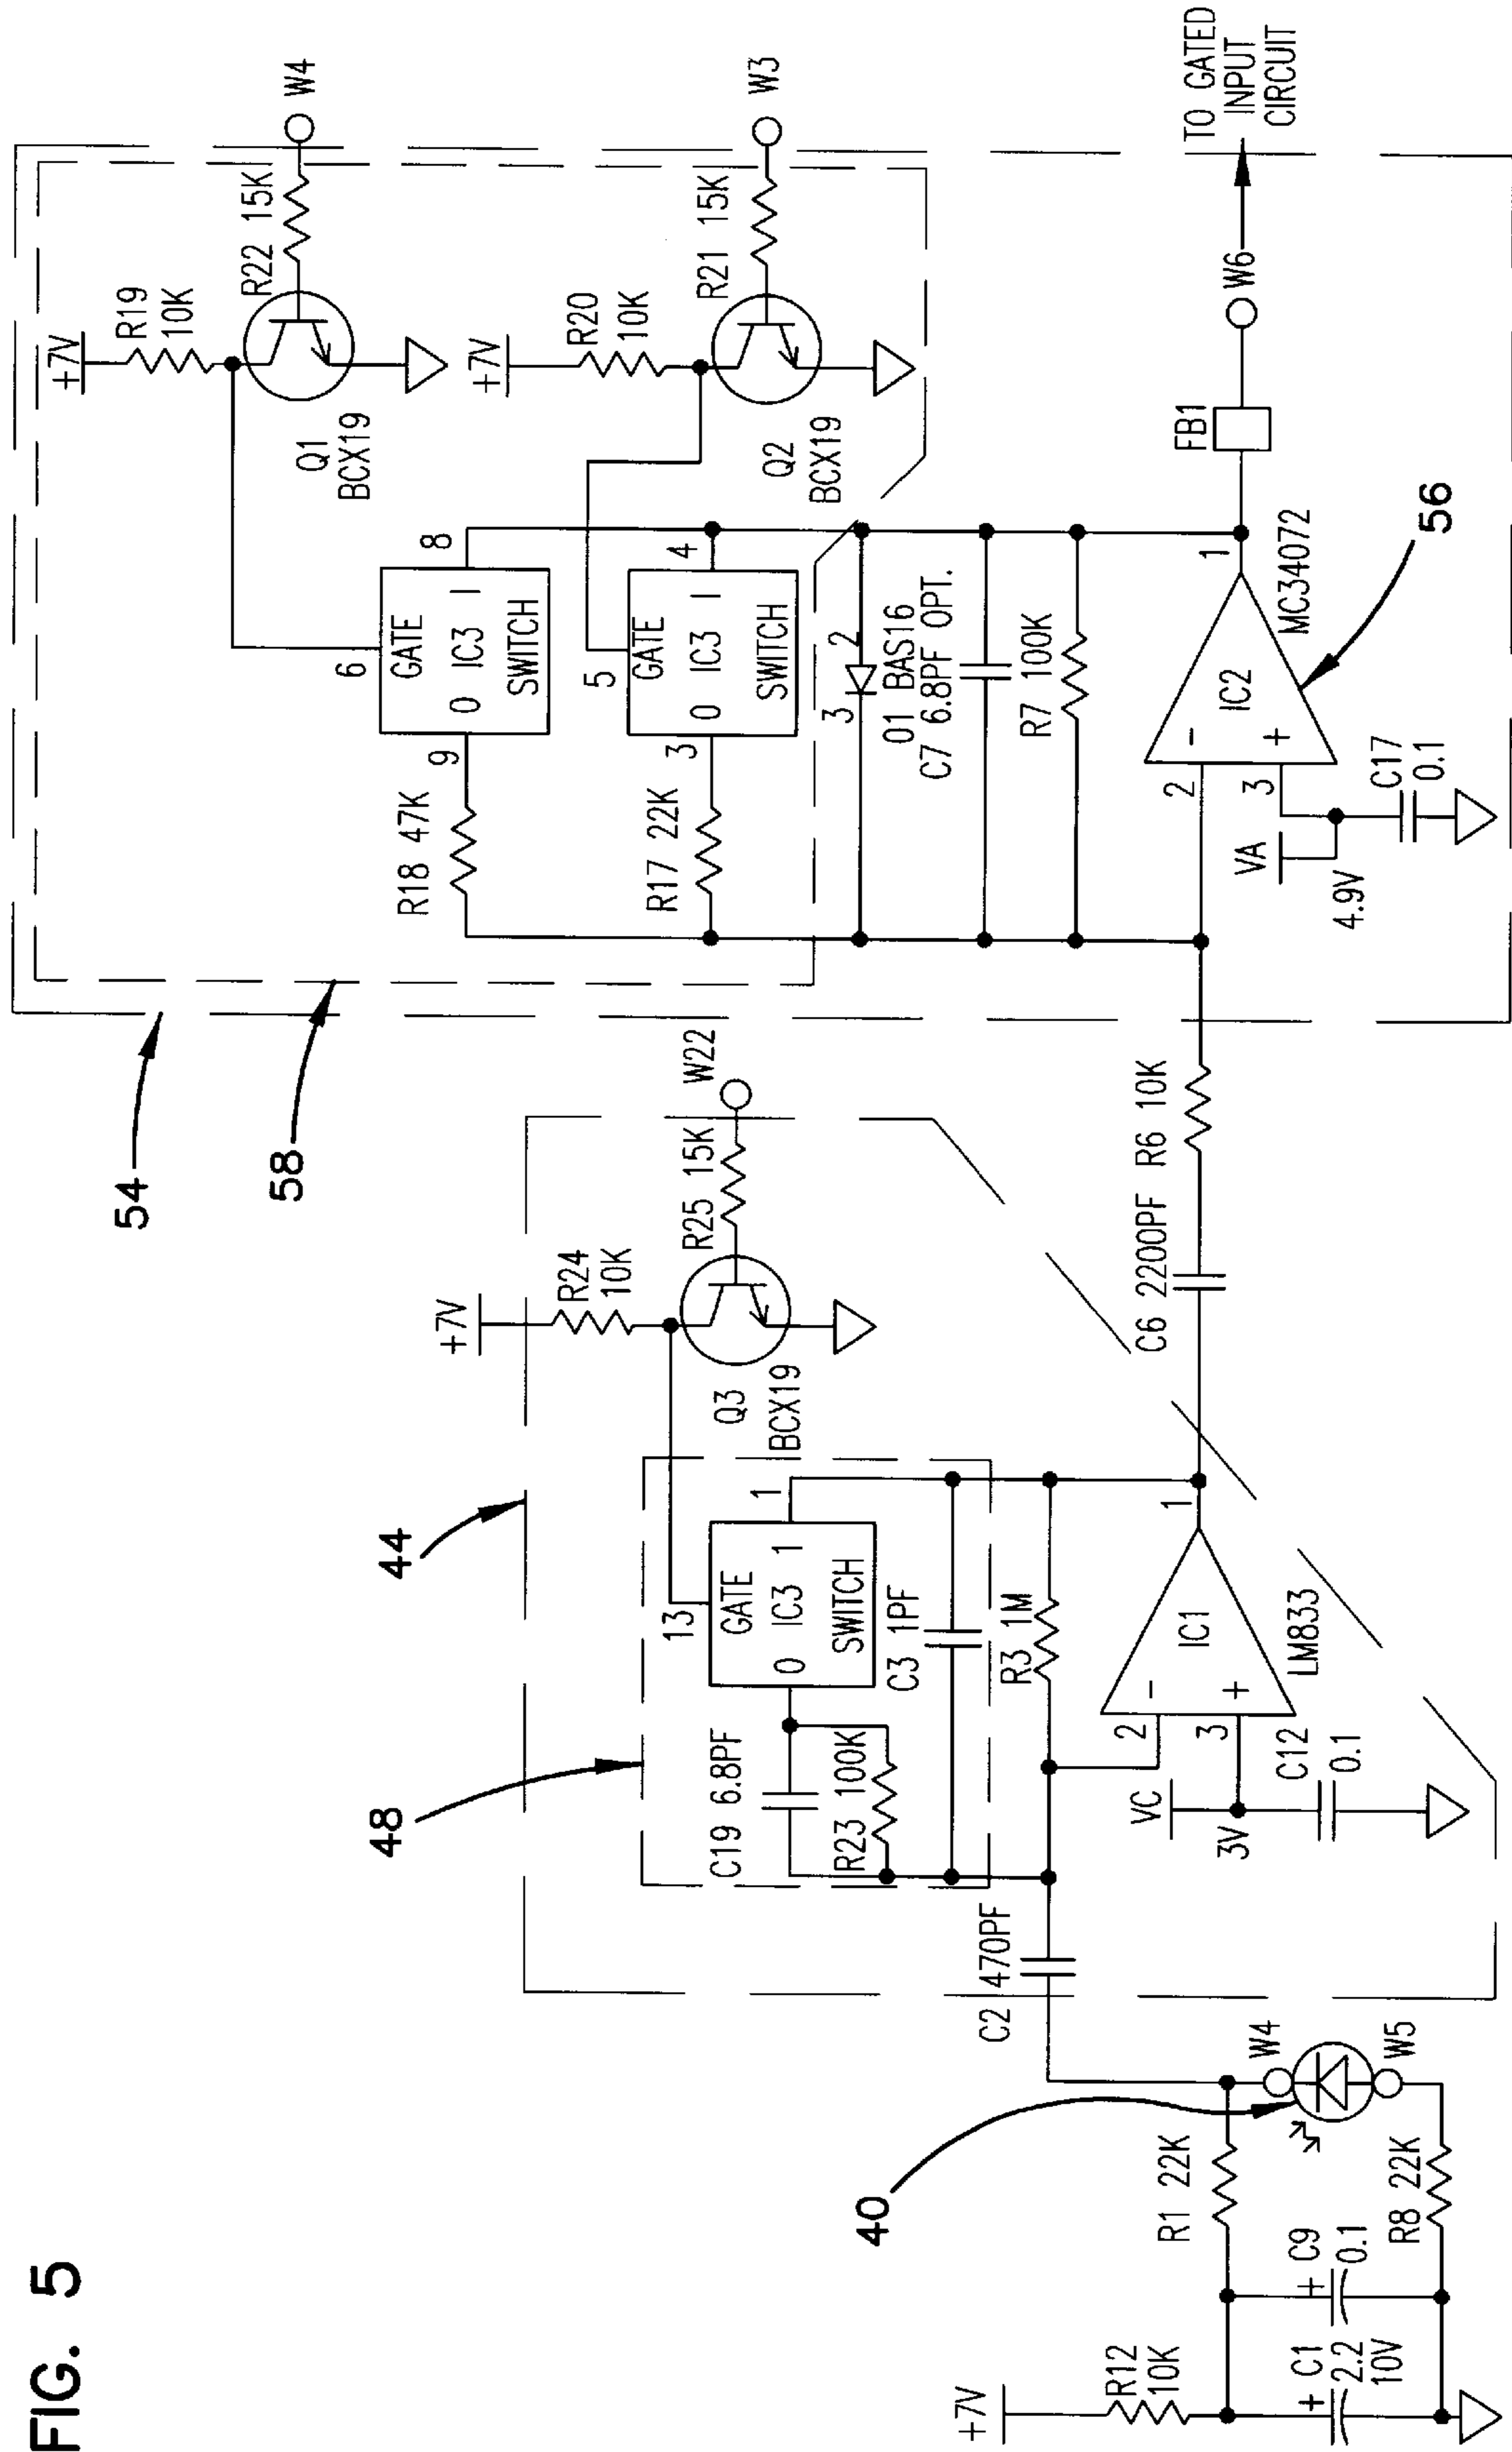 FIG. 5
54
58
+7V
R19
10K
R22 15K
W4
Q1
BCX19
+7V
R20
10K
R21 15K
W3
Q2
BCX19
6
GATE
O IC3 I
SWITCH
8
9
R18 47K
5
GATE
O IC3 I
SWITCH
4
3
R17 22K
3
2
O1 BAS16
C7 6.8PF OPT.
R7 100K
2
3
-
+
IC2
1
MC34072
56
VA
4.9V
C17
0.1
FB1
W6
TO GATED
INPUT
CIRCUIT
44
48
+7V
R24
10K
R25 15K
W22
Q3
BCX19
13
GATE
O IC3 1
SWITCH
1
C19 6.8PF
R23 100K
C3 1PF
R3 1M
2
3
-
+
IC1
1
LM833
VC
3V
C12
0.1
C6 2200PF
R6 10K
C2 470PF
40
W4
W5
R1 22K
R8 22K
+7V
R12
10K
+
C1
2.2
10V
+
C9
0.1